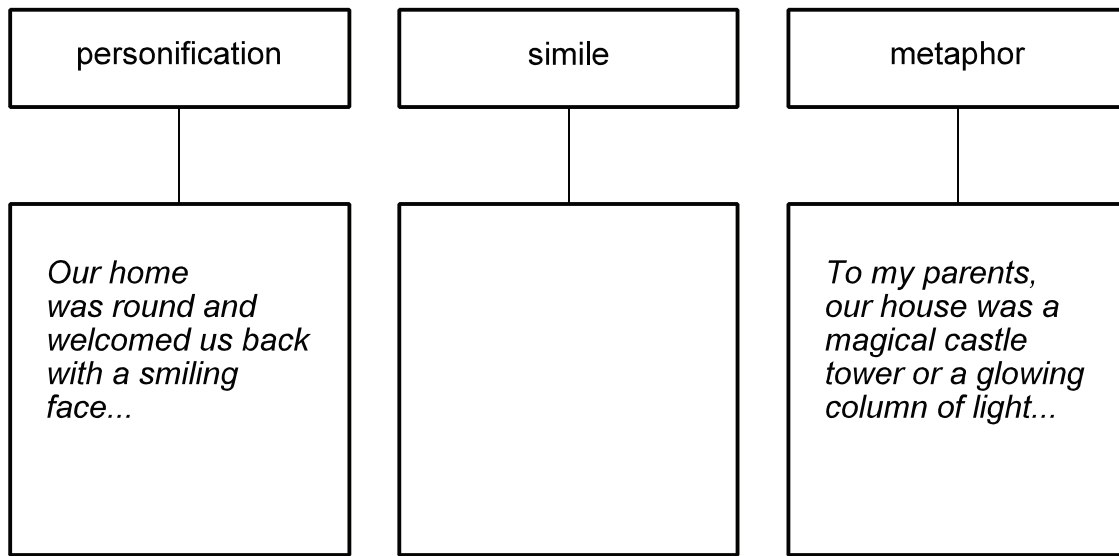 personification
simile
metaphor
Our home
was round and
welcomed us back
with a smiling
face...
To my parents,
our house was a
magical castle
tower or a glowing
column of light...